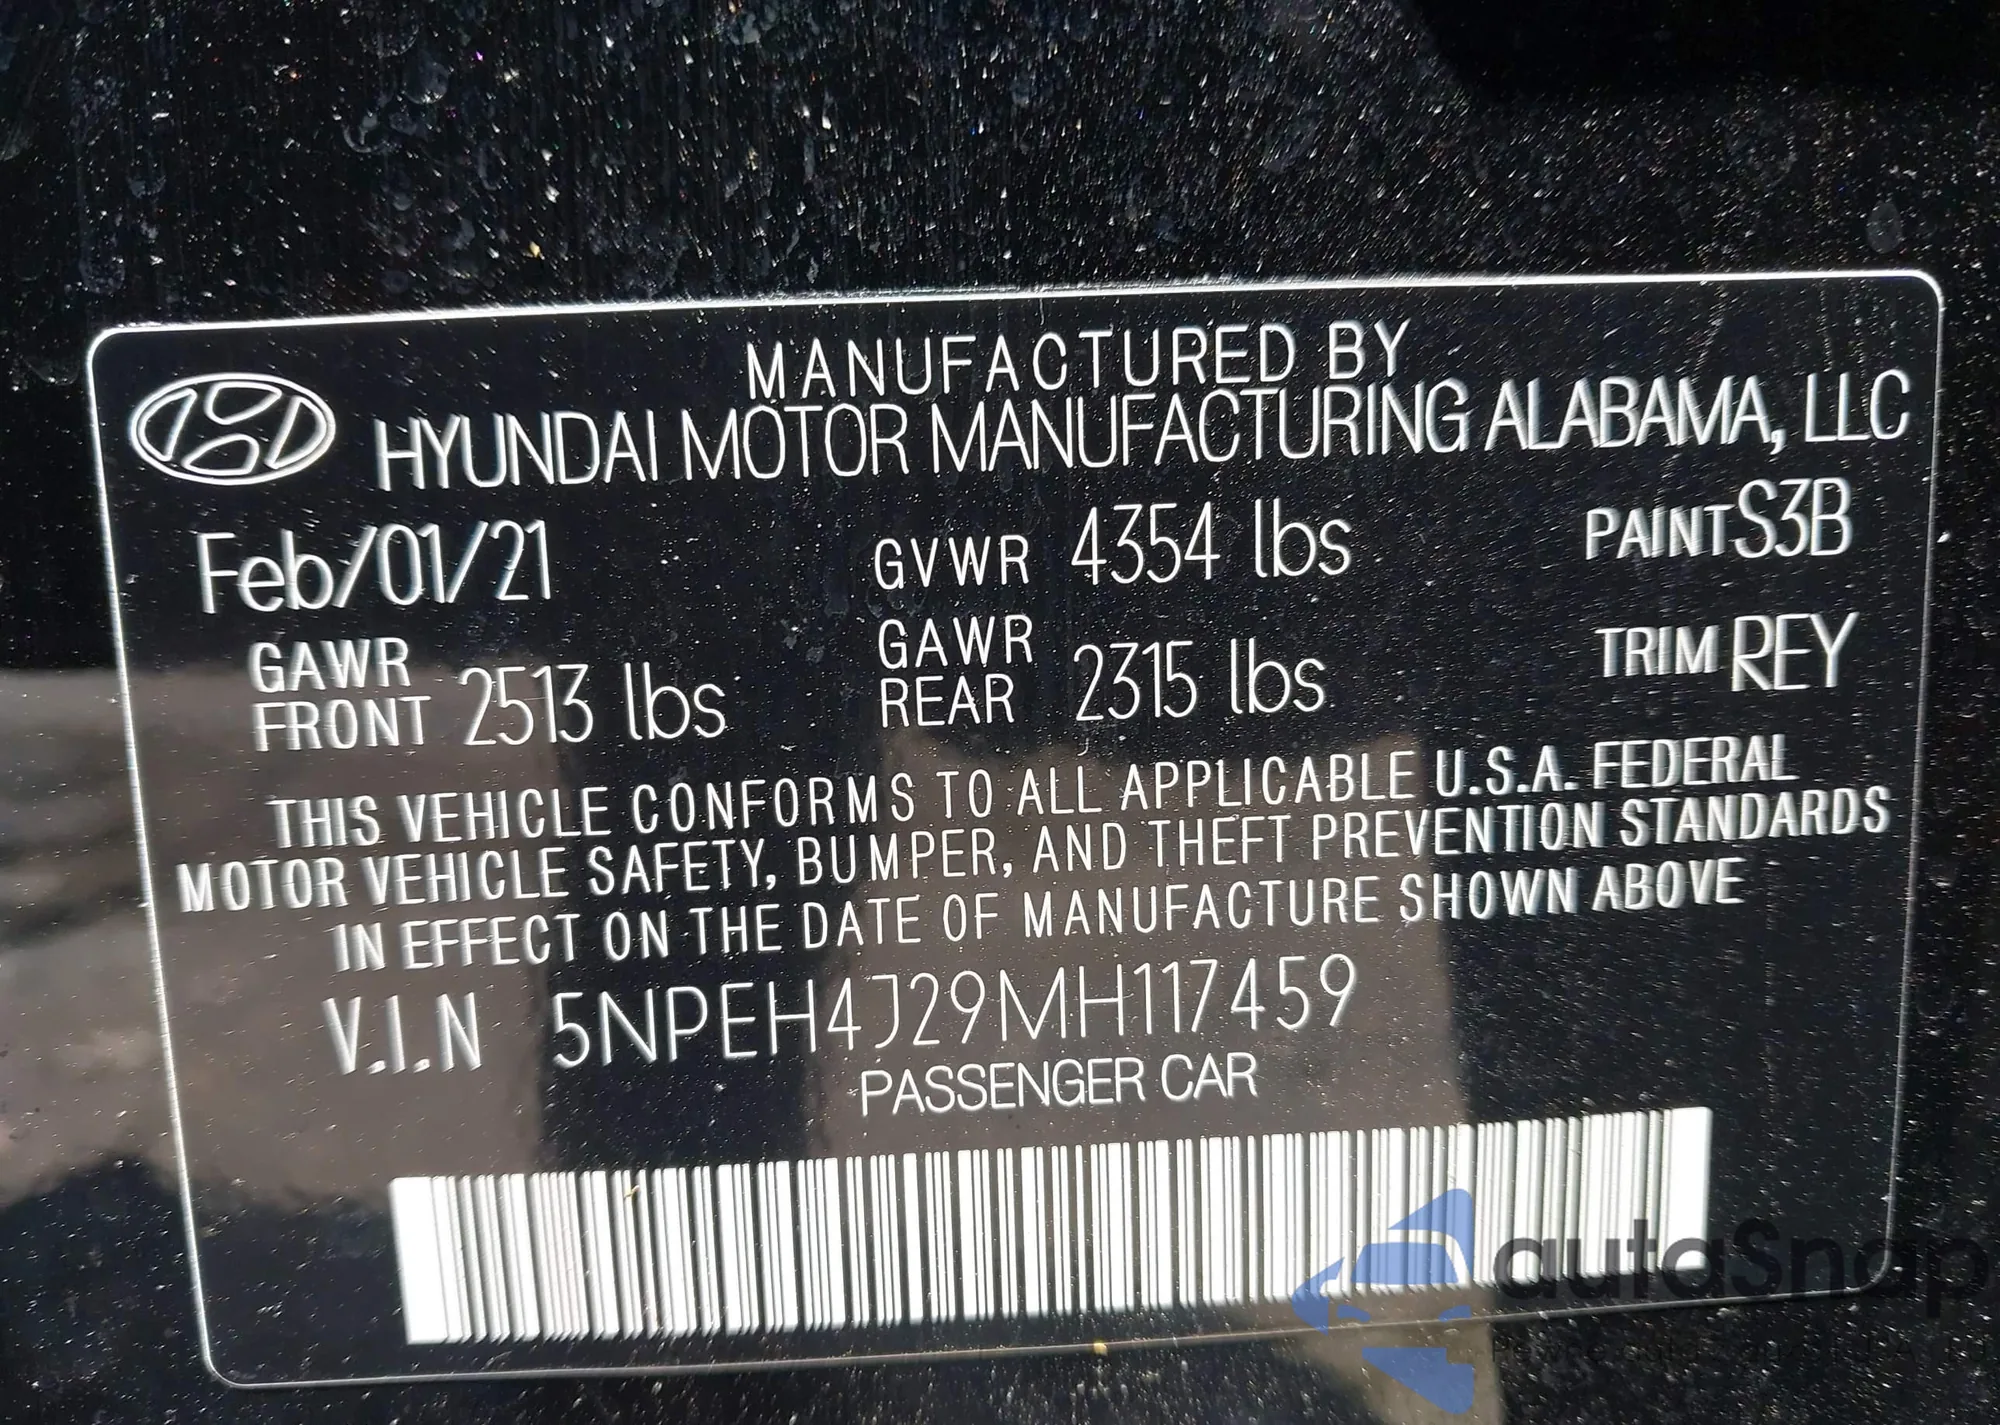 MANUFACTURED BY
HYUNDAI MOTOR MANUFACTURING ALABAMA, LLC
Feb/01/21 GVWR 4354 lbs PAINT S3B
GAWR FRONT 2513 lbs GAWR REAR 2315 lbs TRIM REY
THIS VEHICLE CONFORMS TO ALL APPLICABLE U.S.A. FEDERAL
MOTOR VEHICLE SAFETY, BUMPER, AND THEFT PREVENTION STANDARDS
IN EFFECT ON THE DATE OF MANUFACTURE SHOWN ABOVE
V.I.N 5NPEH4J29MH117459
PASSENGER CAR
autaSnap